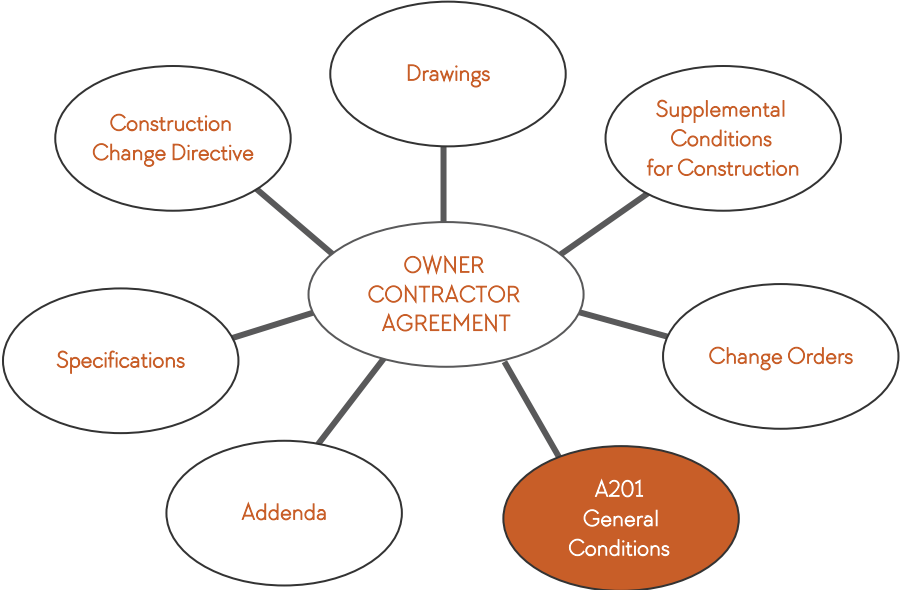 Drawings
Construction
Change Directive
Supplemental
Conditions
for Construction
OWNER
CONTRACTOR
AGREEMENT
Specifications
Change Orders
Addenda
A201
General
Conditions